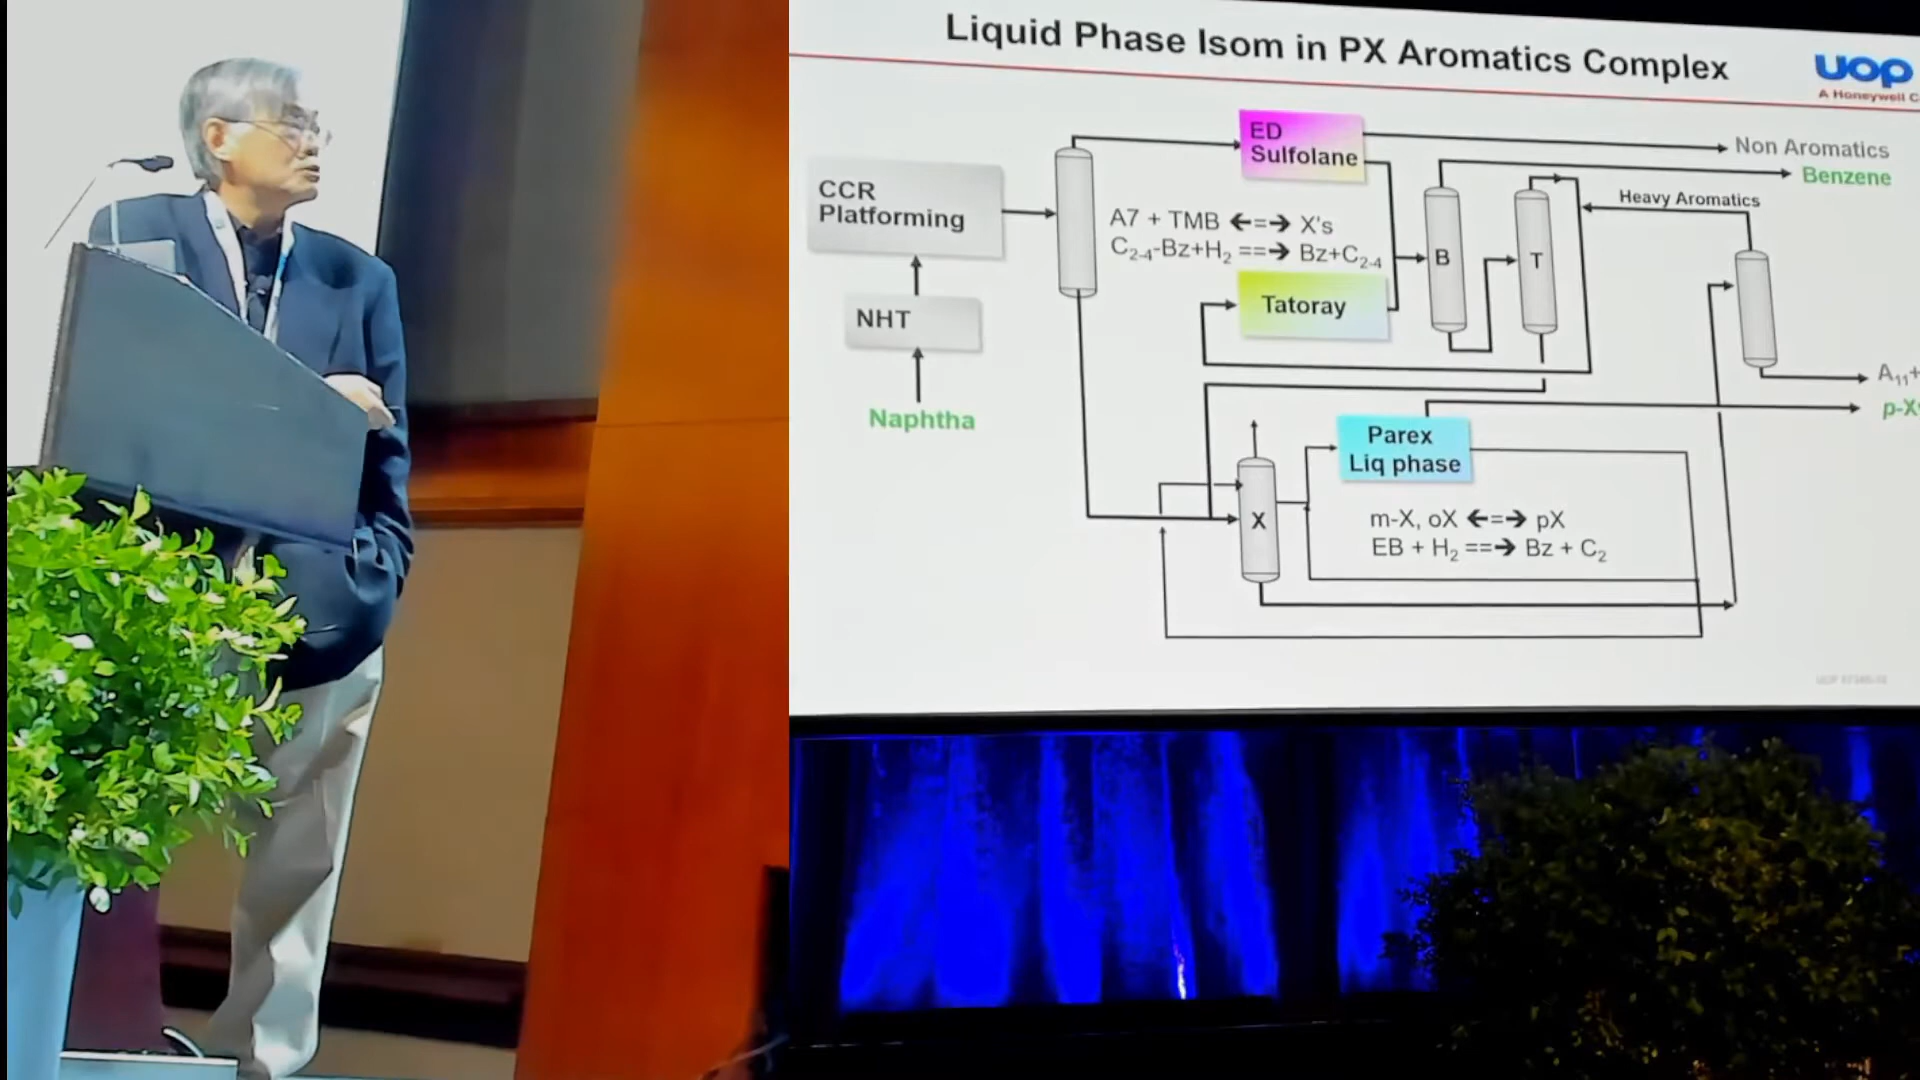 Liquid Phase Isom in PX Aromatics Complex
uop
A Honeywell C
ED
Sulfolane
Non Aromatics
Benzene
CCR
Platforming
Heavy Aromatics
A7 + TMB ⇐=⇒ X's
C2-4-Bz+H2 ==⇒ Bz+C2-4
B
T
Tatoray
NHT
Naphtha
A11+
p-X
Parex
Liq phase
X
m-X, oX ⇐=⇒ pX
EB + H2 ==⇒ Bz + C2